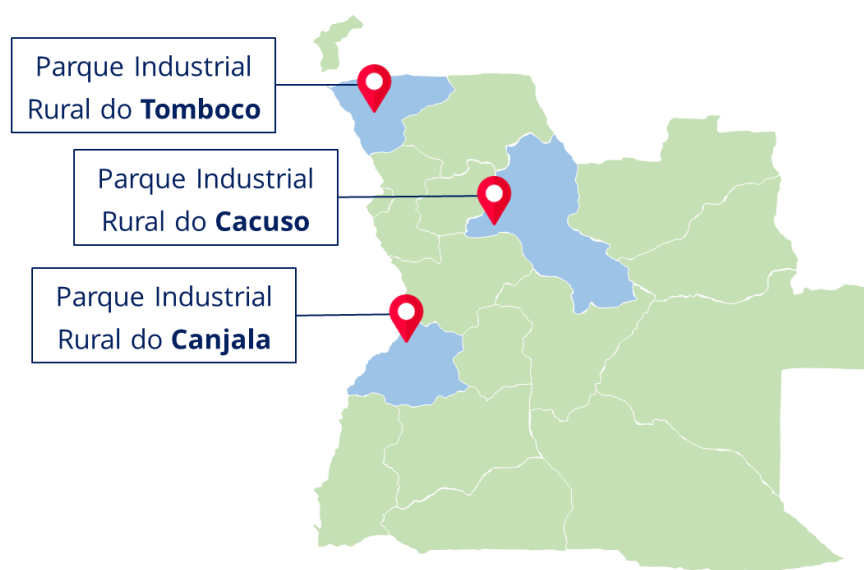 Parque Industrial
Rural do Tomboco
Parque Industrial
Rural do Cacuso
Parque Industrial
Rural do Canjala